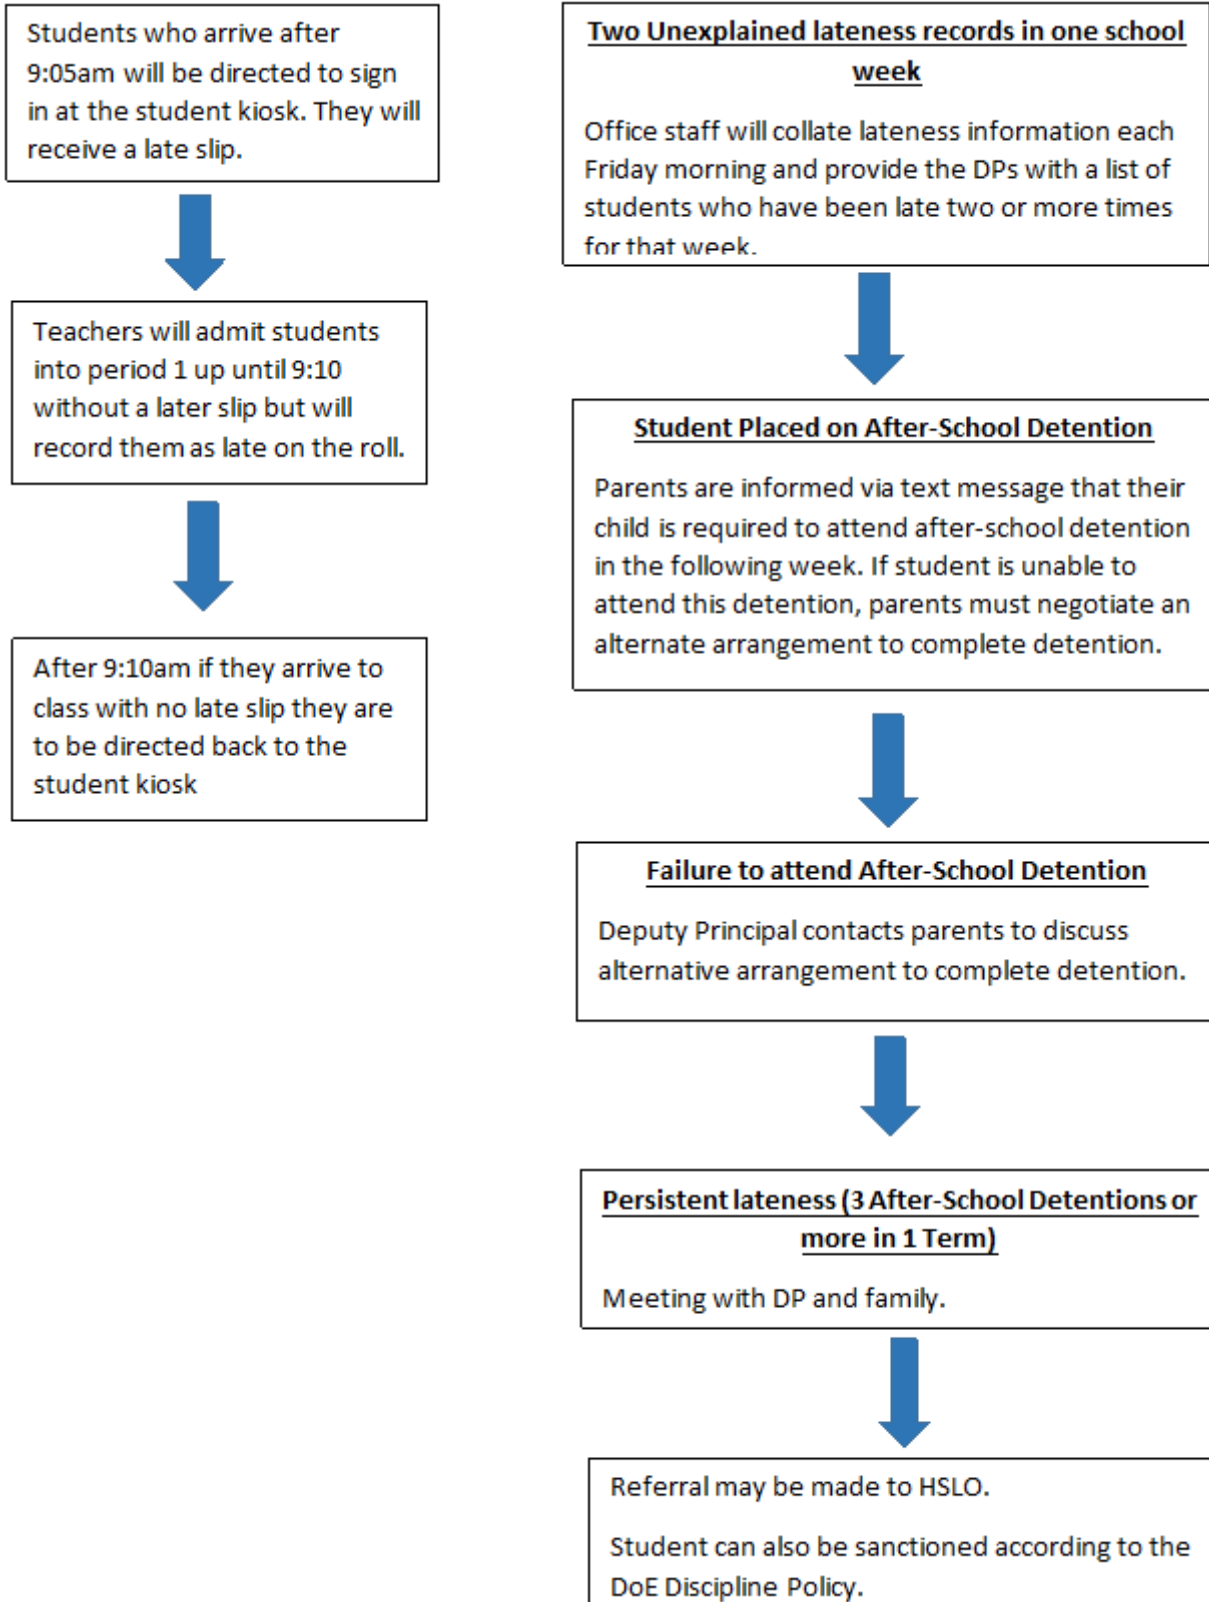 Students who arrive after
9:05am will be directed to sign
in at the student kiosk. They will
receive a late slip.
Teachers will admit students
into period 1 up until 9:10
without a later slip but will
record them as late on the roll.
After 9:10am if they arrive to
class with no late slip they are
to be directed back to the
student kiosk
Two Unexplained lateness records in one school
week
Office staff will collate lateness information each
Friday morning and provide the DPs with a list of
students who have been late two or more times
for that week.
Student Placed on After-School Detention
Parents are informed via text message that their
child is required to attend after-school detention
in the following week. If student is unable to
attend this detention, parents must negotiate an
alternate arrangement to complete detention.
Failure to attend After-School Detention
Deputy Principal contacts parents to discuss
alternative arrangement to complete detention.
Persistent lateness (3 After-School Detentions or
more in 1 Term)
Meeting with DP and family.
Referral may be made to HSLO.
Student can also be sanctioned according to the
DoE Discipline Policy.